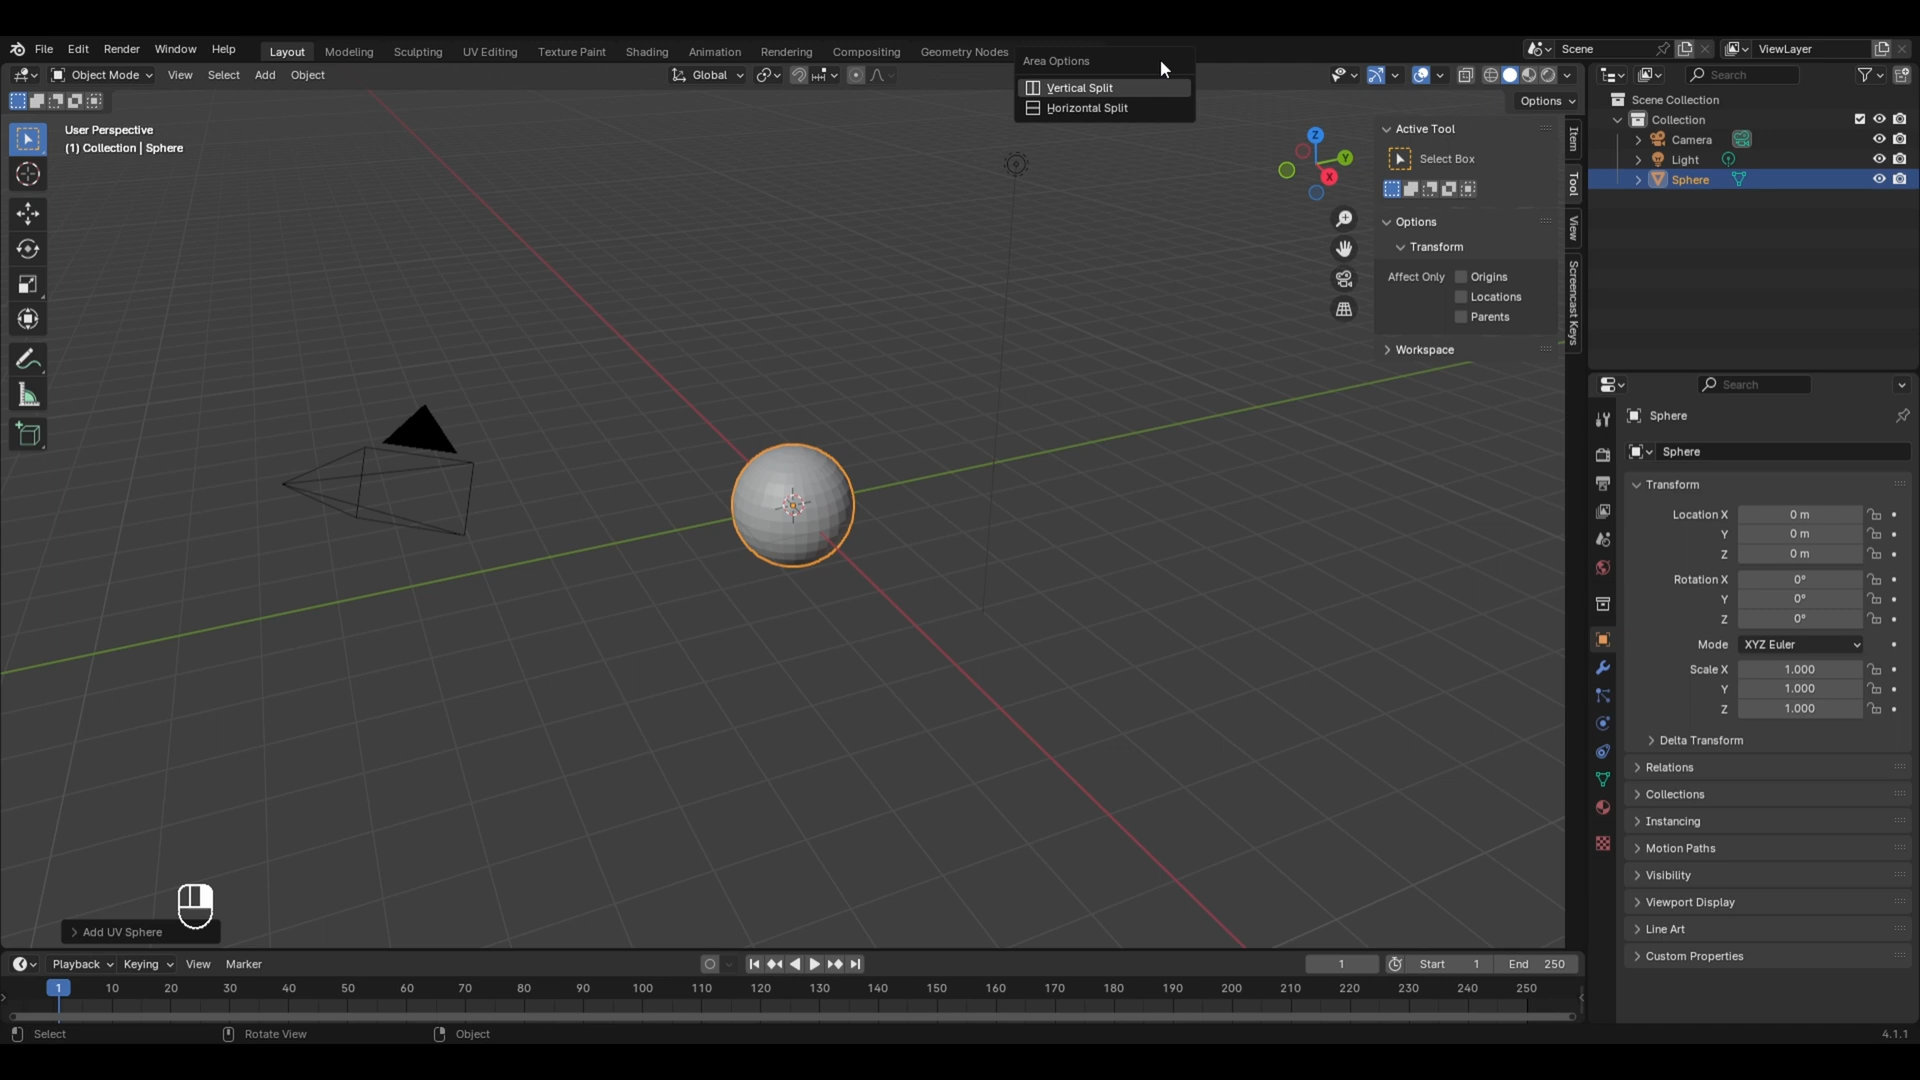 File Edit Render Window Help Layout Modeling Sculpting UV Editing Texture Paint Shading Animation Rendering Compositing Geometry Nodes Scene ViewLayer
Object Mode View Select Add Object Global Search
Area Options
Vertical Split
Horizontal Split
Options
User Perspective
(1) Collection | Sphere
Z
Y
X
Active Tool
Select Box
Options
Transform
Affect Only Origins
Locations
Parents
Workspace
Item
Tool
View
Screencast Keys
Scene Collection
Collection
Camera
Light
Sphere
Search
Sphere
Sphere
Transform
Location X 0 m
Y 0 m
Z 0 m
Rotation X 0°
Y 0°
Z 0°
Mode XYZ Euler
Scale X 1.000
Y 1.000
Z 1.000
Delta Transform
Relations
Collections
Instancing
Motion Paths
Visibility
Viewport Display
Line Art
Custom Properties
Add UV Sphere
Playback Keying View Marker 1 Start 1 End 250
1 10 20 30 40 50 60 70 80 90 100 110 120 130 140 150 160 170 180 190 200 210 220 230 240 250
Select Rotate View Object 4.1.1